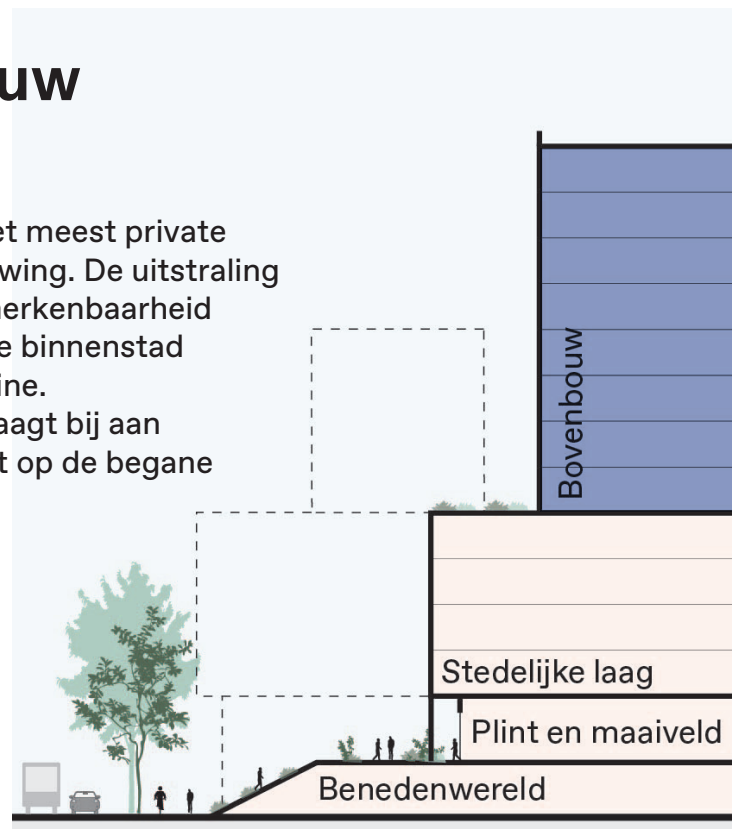 uw
et meest private
wing. De uitstraling
nerkenbaarheid
e binnenstad
ine.
aagt bij aan
t op de begane
Bovenbouw
Stedelijke laag
Plint en maaiveld
Benedenwereld